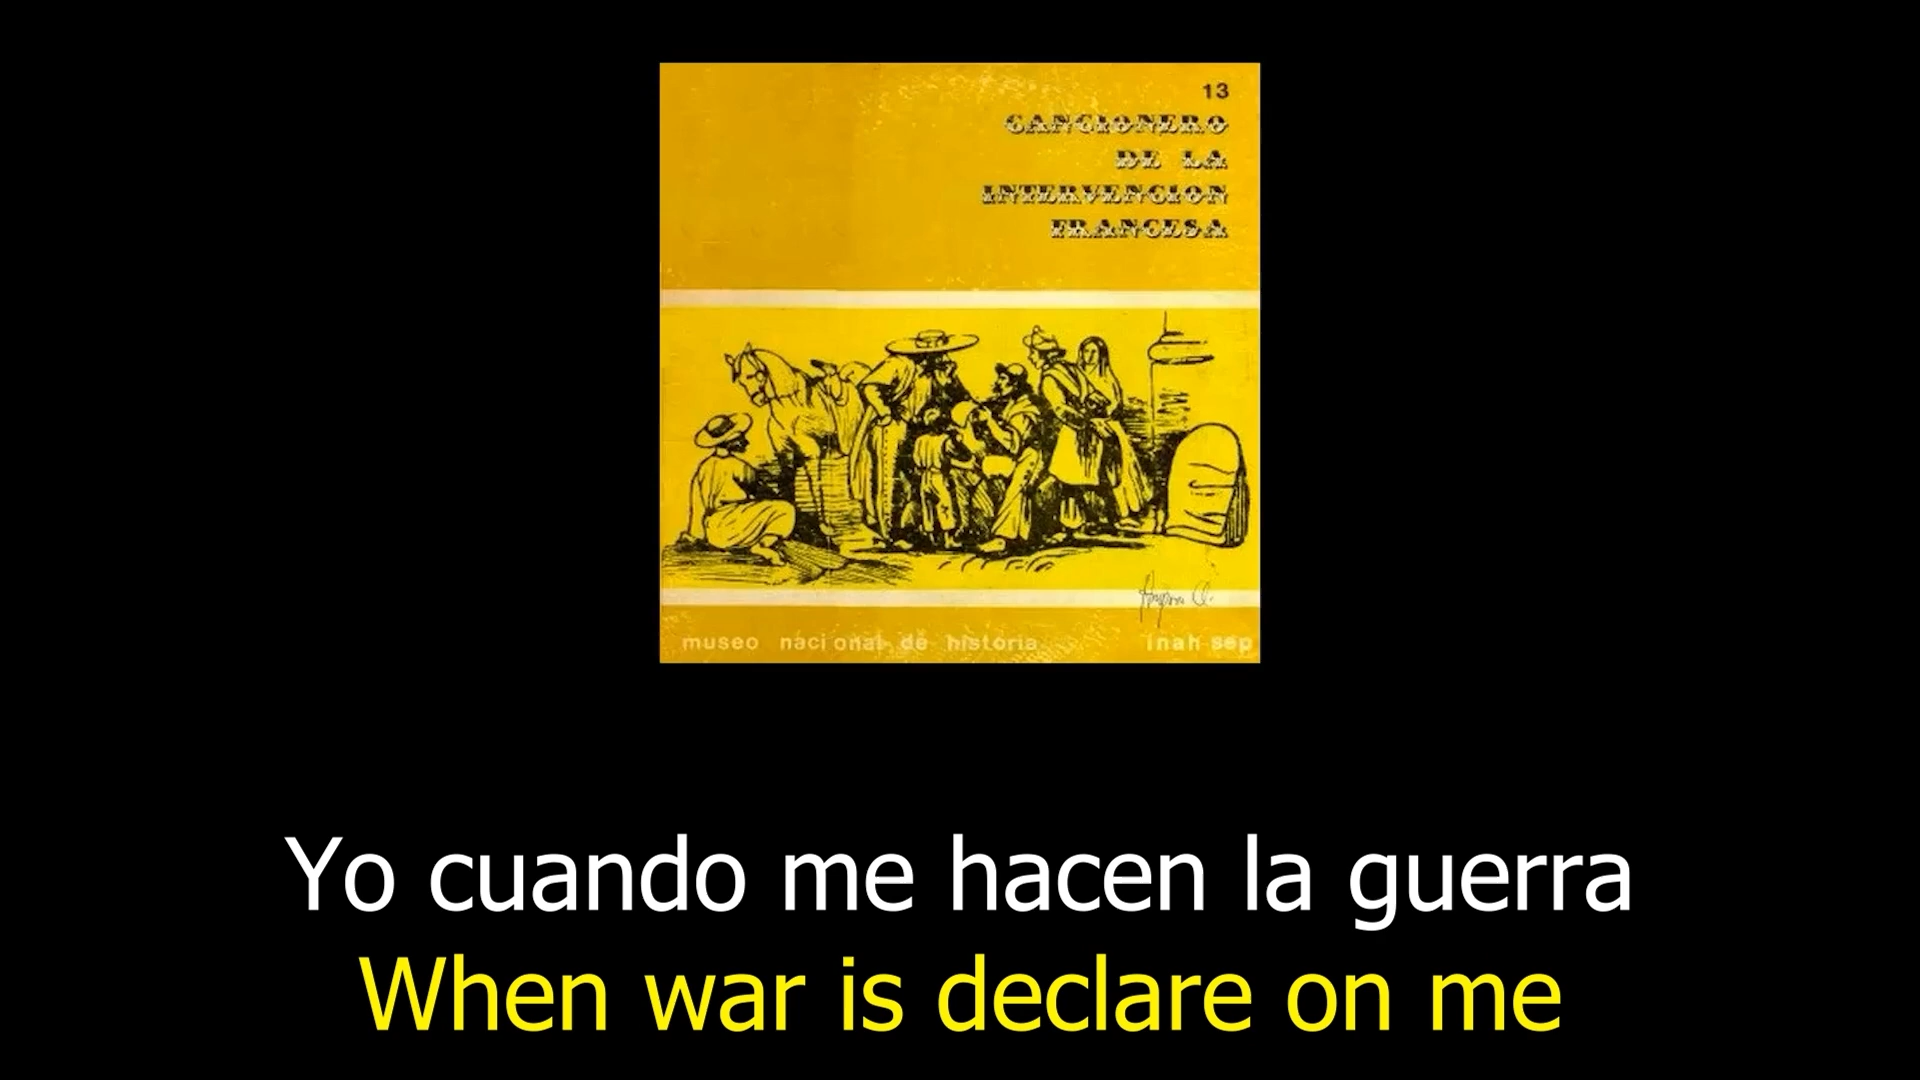 13
CANCIONERO
DE LA
INTERVENCION
FRANCESA
museo nacional de historia inah sep
Yo cuando me hacen la guerra
When war is declare on me